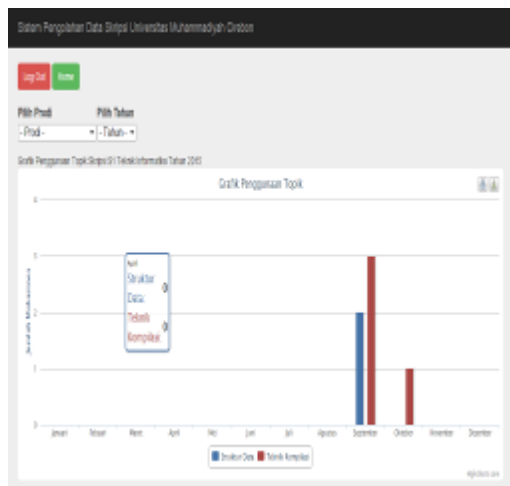 Sistem Pengolahan Data Skripsi Universitas Muhammadiyah Cirebon
Log Out Home
Pilih Prodi Pilih Tahun
- Prodi - - Tahun -
Grafik Penggunaan Topik Skripsi S1 Teknik Informatika Tahun 2015
Grafik Penggunaan Topik
4
3
2
1
0
Jumlah Mahasiswa
April
Struktur Data: 0
Teknik Kompilasi: 0
Januari Februari Maret April Mei Juni Juli Agustus September Oktober November Desember
Struktur Data Teknik Kompilasi
Highcharts.com